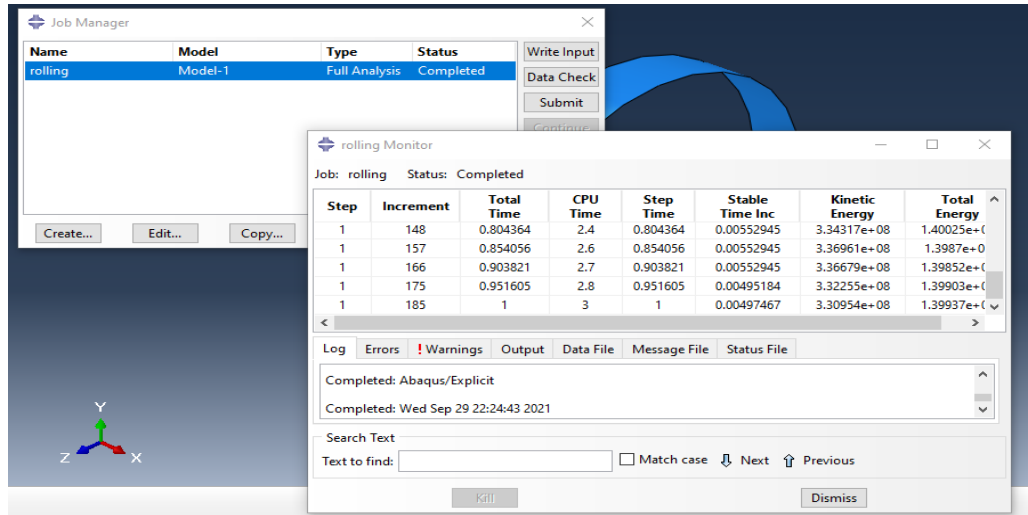 Job Manager
Name Model Type Status
rolling Model-1 Full Analysis Completed
Write Input
Data Check
Submit
Continue
Create... Edit... Copy...
rolling Monitor
Job: rolling Status: Completed
Step Increment Total Time CPU Time Step Time Stable Time Inc Kinetic Energy Total Energy
1 148 0.804364 2.4 0.804364 0.00552945 3.34317e+08 1.40025e+(
1 157 0.854056 2.6 0.854056 0.00552945 3.36961e+08 1.3987e+0
1 166 0.903821 2.7 0.903821 0.00552945 3.36679e+08 1.39852e+(
1 175 0.951605 2.8 0.951605 0.00495184 3.32255e+08 1.39903e+(
1 185 1 3 1 0.00497467 3.30954e+08 1.39937e+(
Log Errors ! Warnings Output Data File Message File Status File
Completed: Abaqus/Explicit
Completed: Wed Sep 29 22:24:43 2021
Search Text
Text to find: Match case Next Previous
Kill Dismiss
Y
Z X